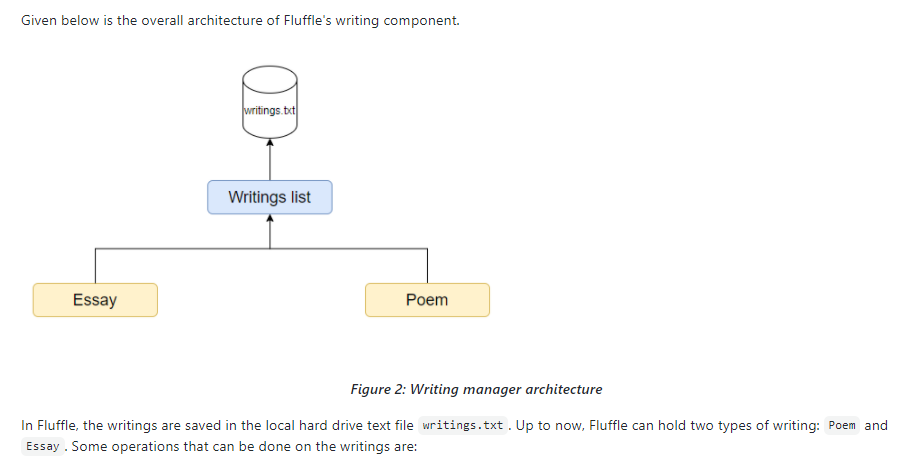 Given below is the overall architecture of Fluffle's writing component.
writings.txt
Writings list
Essay
Poem
Figure 2: Writing manager architecture
In Fluffle, the writings are saved in the local hard drive text file writings.txt . Up to now, Fluffle can hold two types of writing: Poem and
Essay . Some operations that can be done on the writings are: